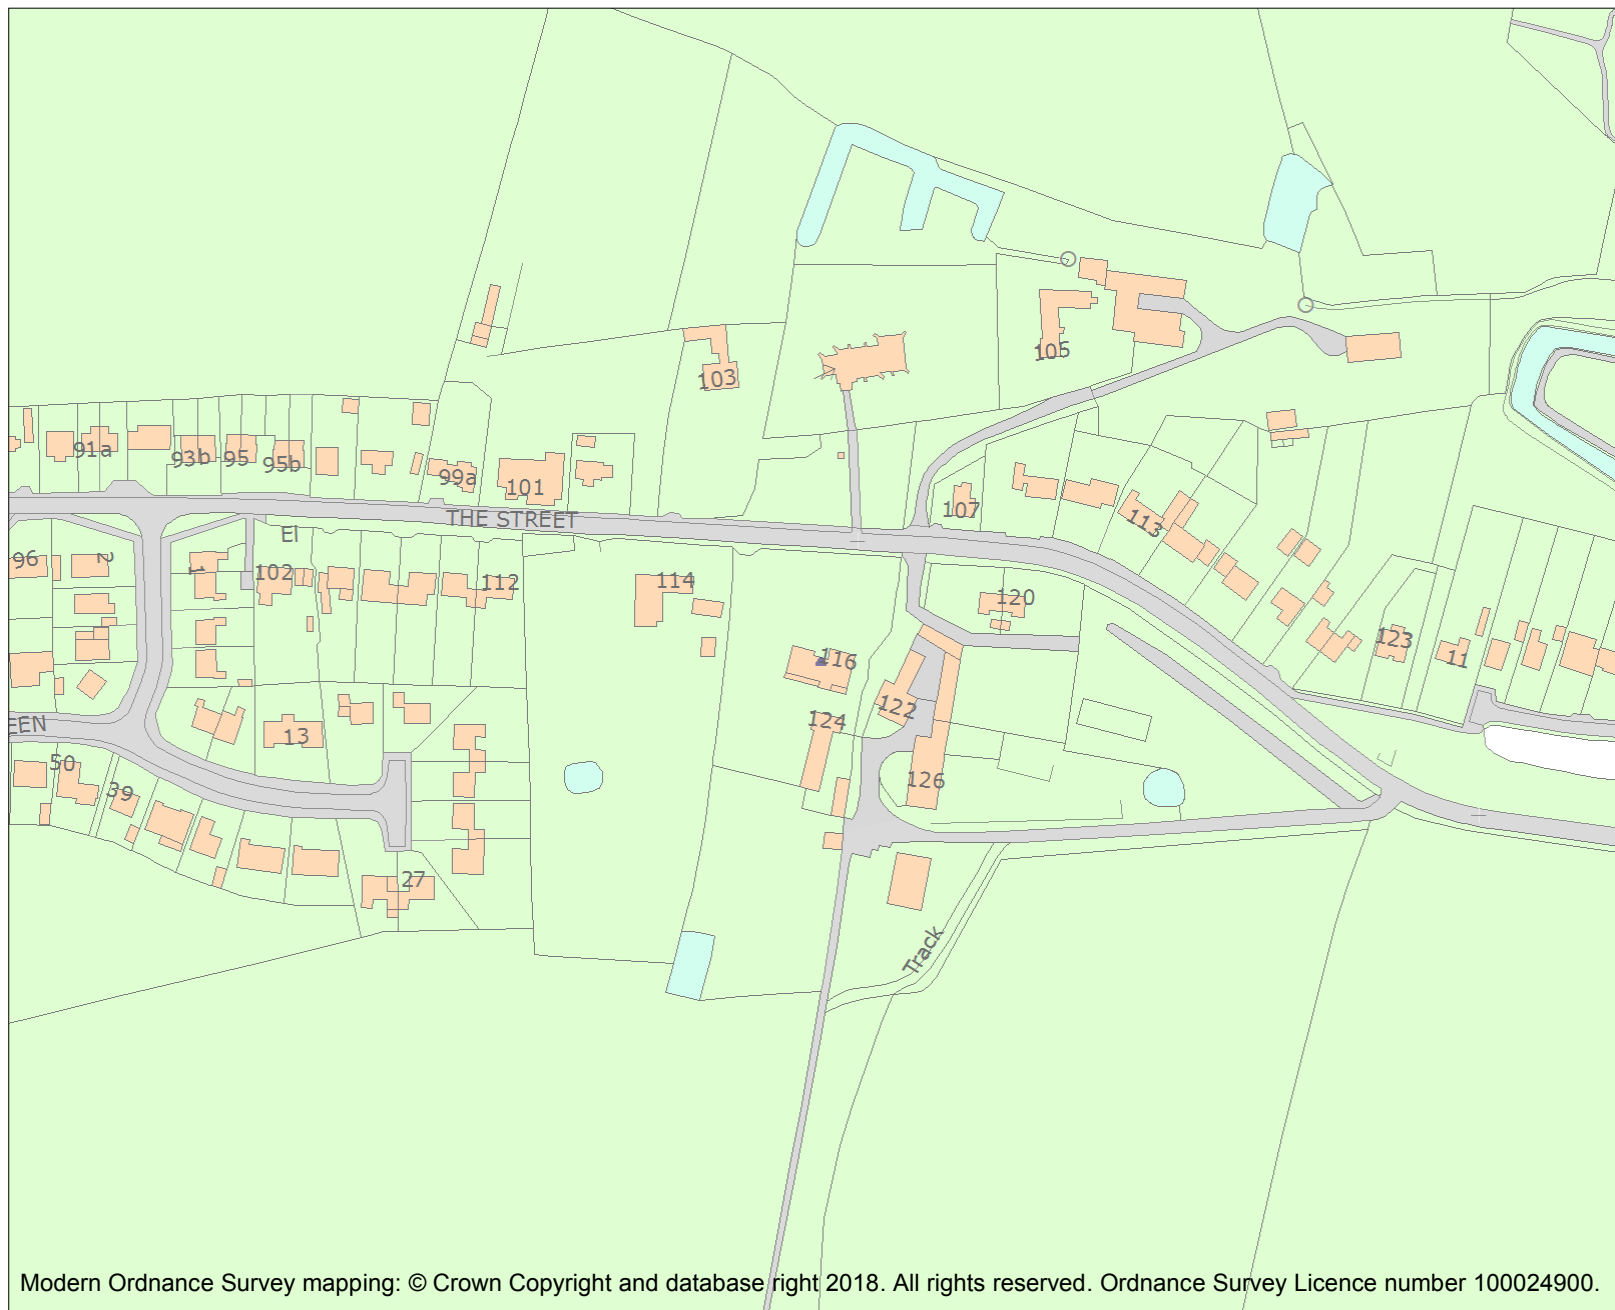 105
103
91a
93b
95
95b
99a
101
107
THE STREET
113
El
96
2
1
102
112
114
120
116
123
11
122
124
EEN
13
50
39
126
27
Track
Modern Ordnance Survey mapping: © Crown Copyright and database right 2018. All rights reserved. Ordnance Survey Licence number 100024900.